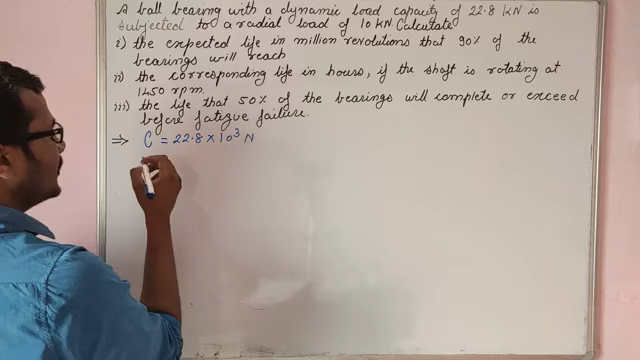 A ball bearing with a dynamic load capacity of 22.8 KN is
subjected to a radial load of 10 KN. Calculate
i) the expected life in million revolutions that 90% of the
bearings will reach
ii) the corresponding life in hours, if the shaft is rotating at
1450 rpm.
iii) the life that 50% of the bearings will complete or exceed
before fatigue failure.
⇒ C = 22.8 × 10³ N